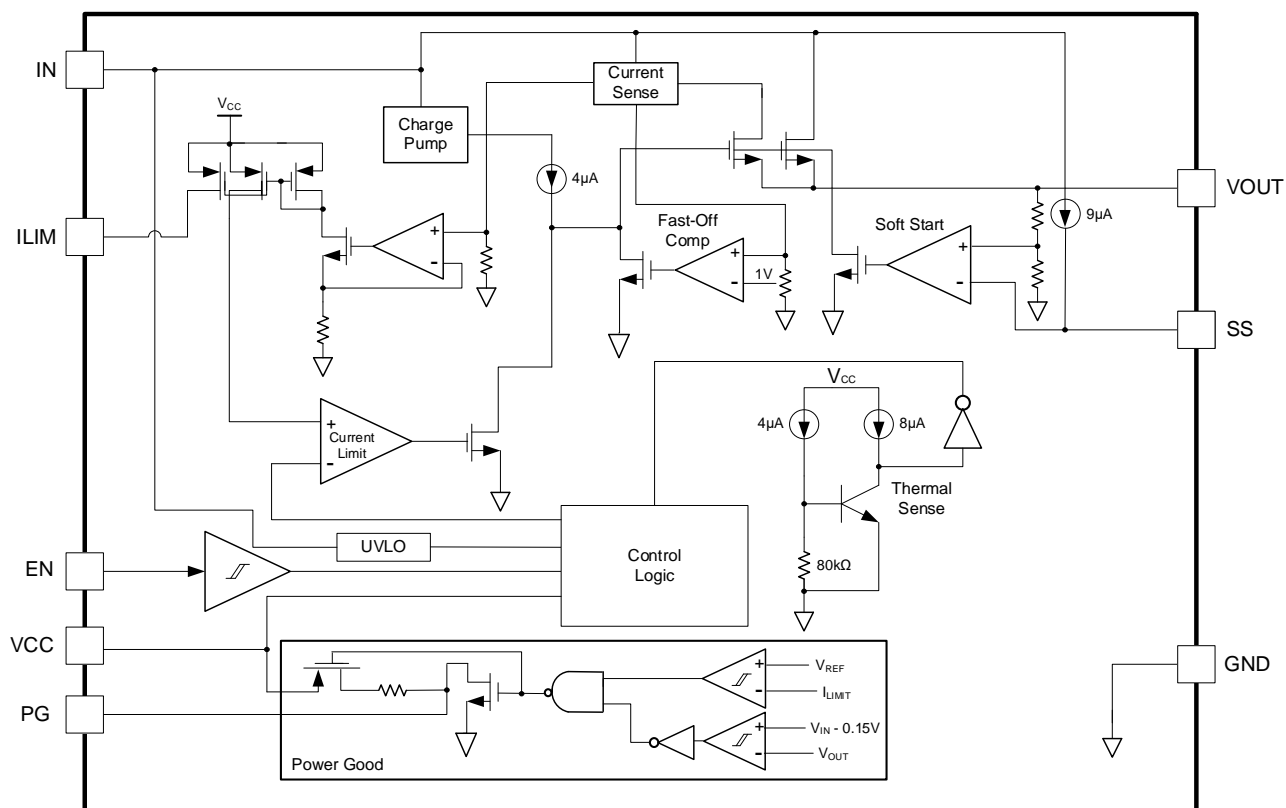 IN
Current
Sense
VCC
Charge
Pump
4µA
VOUT
9µA
ILIM
+
-
Fast-Off
Comp
+
1V
-
Soft Start
+
-
SS
VCC
4µA
8µA
+
Current
Limit
-
Thermal
Sense
UVLO
Control
Logic
80kΩ
EN
VCC
GND
+
VREF
-
ILIMIT
PG
+
VIN - 0.15V
-
VOUT
Power Good